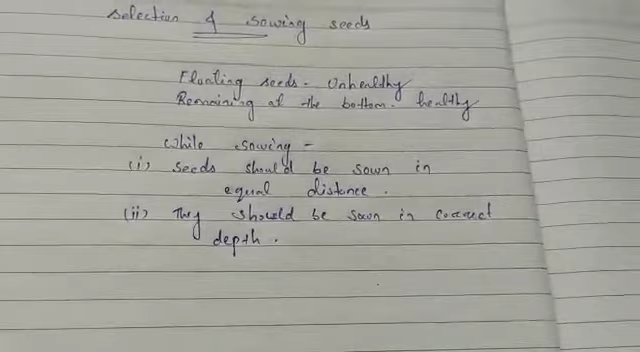 Selection & sowing seeds
Floating seeds - Unhealthy
Remaining at the bottom - healthy
While sowing -
(i) seeds should be sown in
equal distance.
(ii) They should be sown in correct
depth.